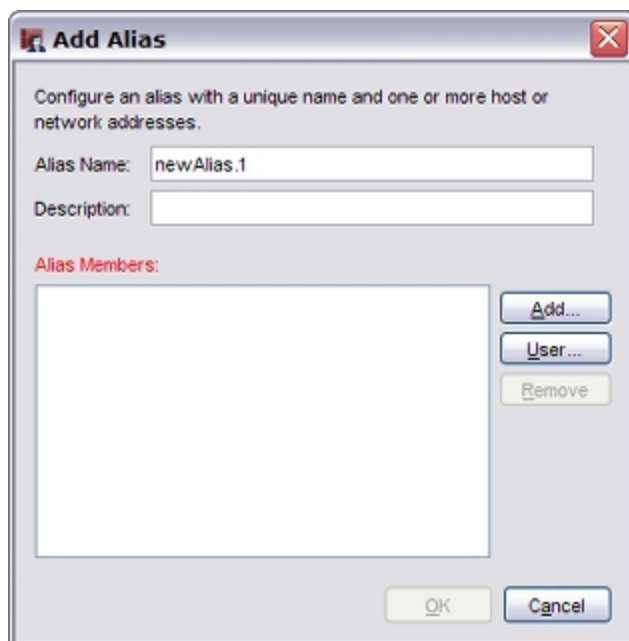 Add Alias
Configure an alias with a unique name and one or more host or
network addresses.
Alias Name: newAlias.1
Description:
Alias Members:
Add...
User...
Remove
OK Cancel